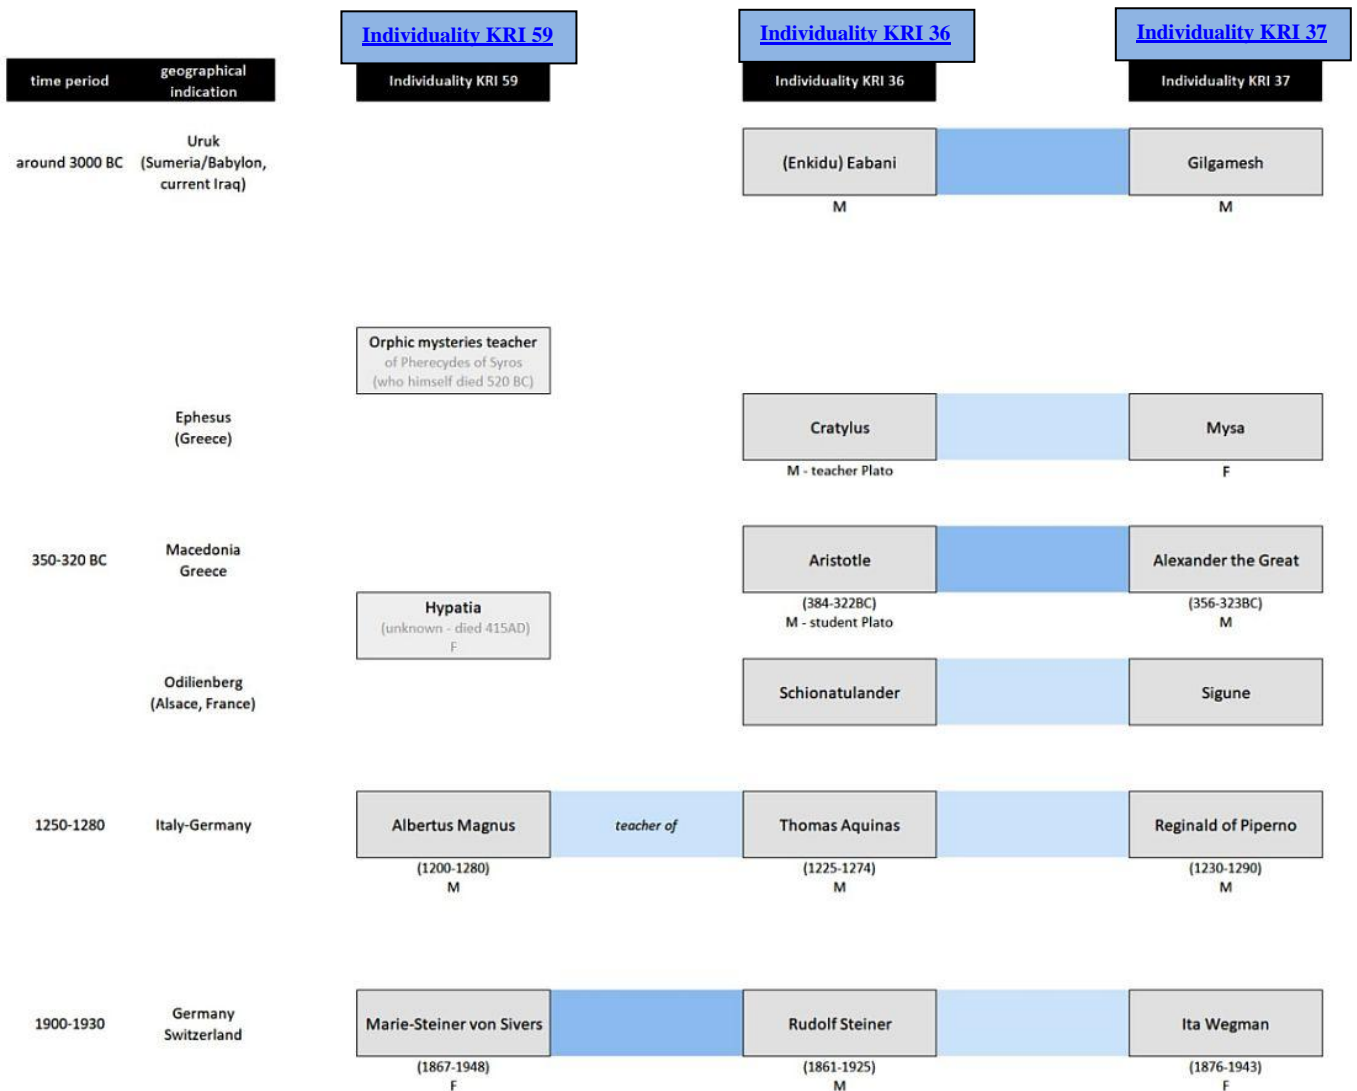 Individuality KRI 59
Individuality KRI 36
Individuality KRI 37
time period
geographical
indication
Individuality KRI 59
Individuality KRI 36
Individuality KRI 37
around 3000 BC
Uruk
(Sumeria/Babylon,
current Iraq)
(Enkidu) Eabani
M
Gilgamesh
M
Orphic mysteries teacher
of Pherecydes of Syros
(who himself died 520 BC)
Ephesus
(Greece)
Cratylus
M - teacher Plato
Mysa
F
350-320 BC
Macedonia
Greece
Aristotle
(384-322BC)
M - student Plato
Alexander the Great
(356-323BC)
M
Hypatia
(unknown - died 415AD)
F
Odilienberg
(Alsace, France)
Schionatulander
Sigune
1250-1280
Italy-Germany
Albertus Magnus
(1200-1280)
M
teacher of
Thomas Aquinas
(1225-1274)
M
Reginald of Piperno
(1230-1290)
M
1900-1930
Germany
Switzerland
Marie-Steiner von Sivers
(1867-1948)
F
Rudolf Steiner
(1861-1925)
M
Ita Wegman
(1876-1943)
F